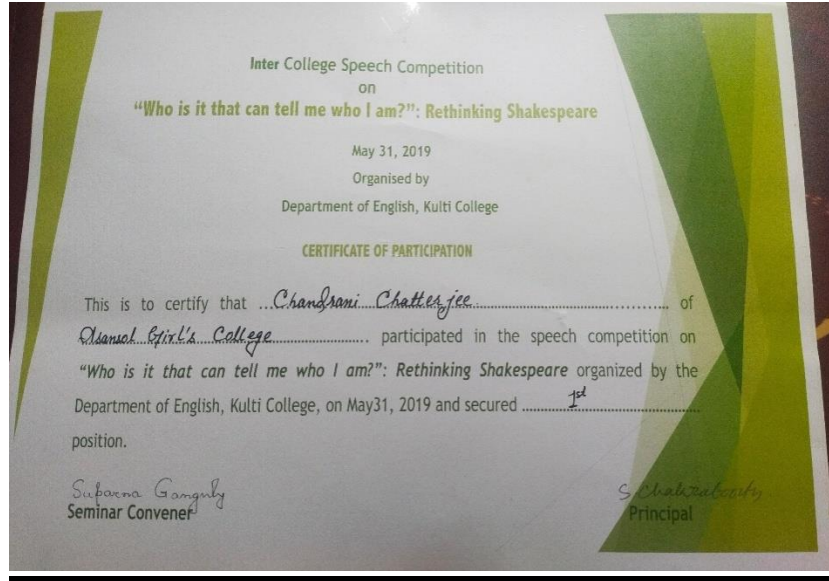 Inter College Speech Competition
on
"Who is it that can tell me who I am?": Rethinking Shakespeare
May 31, 2019
Organised by
Department of English, Kulti College
CERTIFICATE OF PARTICIPATION
This is to certify that ...Chandrani Chatterjee........................................ of
Asansol Girl's College..................... participated in the speech competition on
"Who is it that can tell me who I am?": Rethinking Shakespeare organized by the
Department of English, Kulti College, on May31, 2019 and secured ............1st..............................
position.
Suparna Ganguly S Chakraborty
Seminar Convener Principal